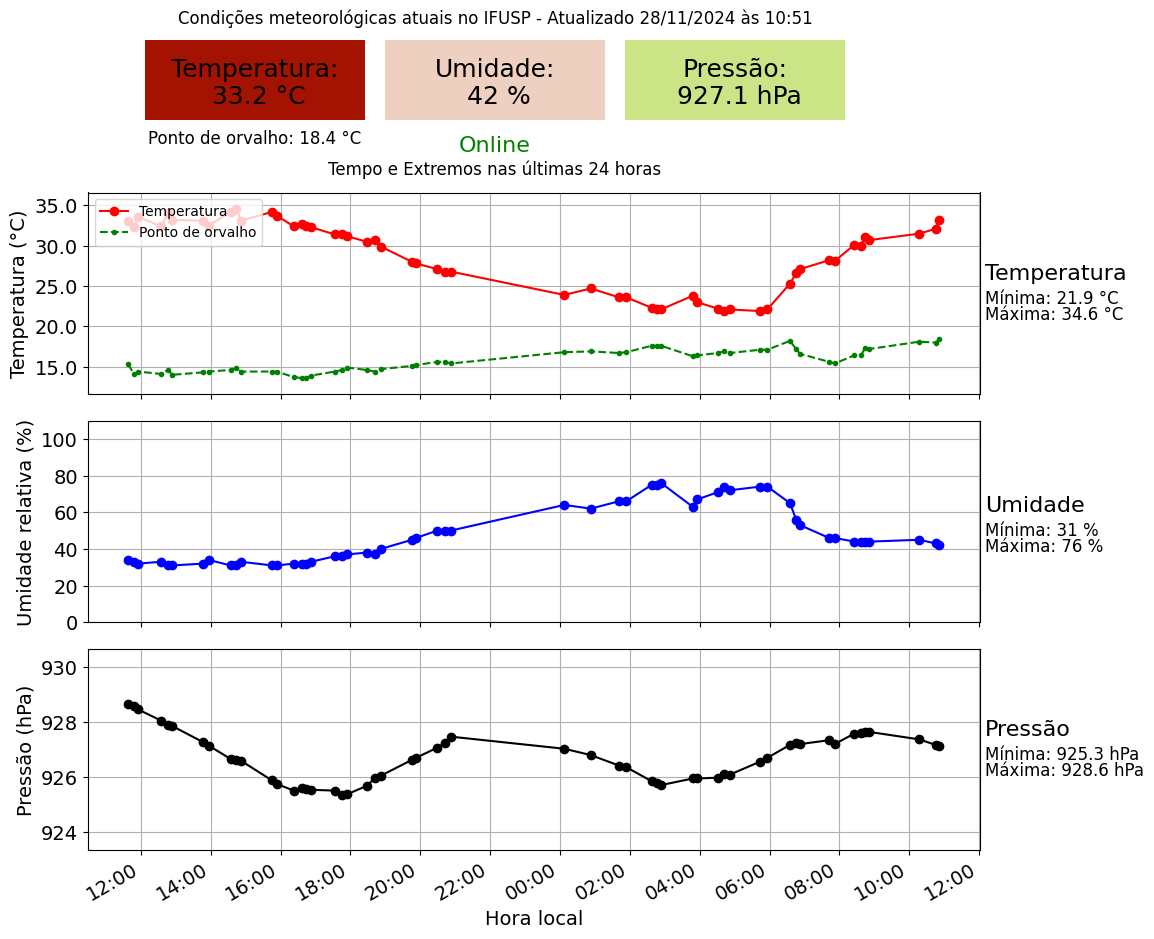 Condições meteorológicas atuais no IFUSP - Atualizado 28/11/2024 às 10:51
Temperatura:
33.2 °C
Umidade:
42 %
Pressão:
927.1 hPa
Ponto de orvalho: 18.4 °C
Online
Tempo e Extremos nas últimas 24 horas
Temperatura (°C)
35.0
30.0
25.0
20.0
15.0
Temperatura
Ponto de orvalho
Temperatura
Mínima: 21.9 °C
Máxima: 34.6 °C
Umidade relativa (%)
100
80
60
40
20
0
Umidade
Mínima: 31 %
Máxima: 76 %
Pressão (hPa)
930
928
926
924
Pressão
Mínima: 925.3 hPa
Máxima: 928.6 hPa
12:00 14:00 16:00 18:00 20:00 22:00 00:00 02:00 04:00 06:00 08:00 10:00 12:00
Hora local